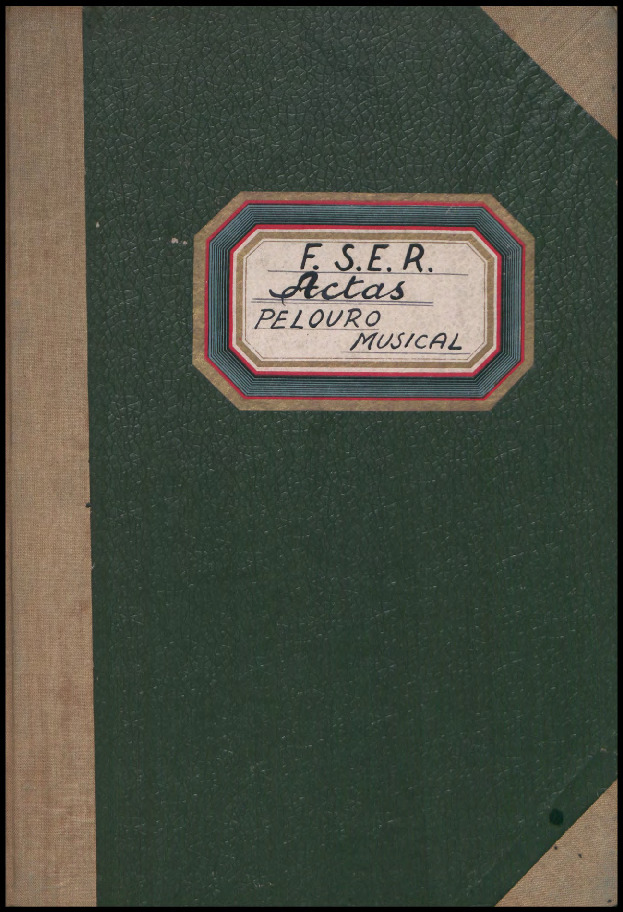 F. S.E. R.
Actas
PELOURO
MUSICAL